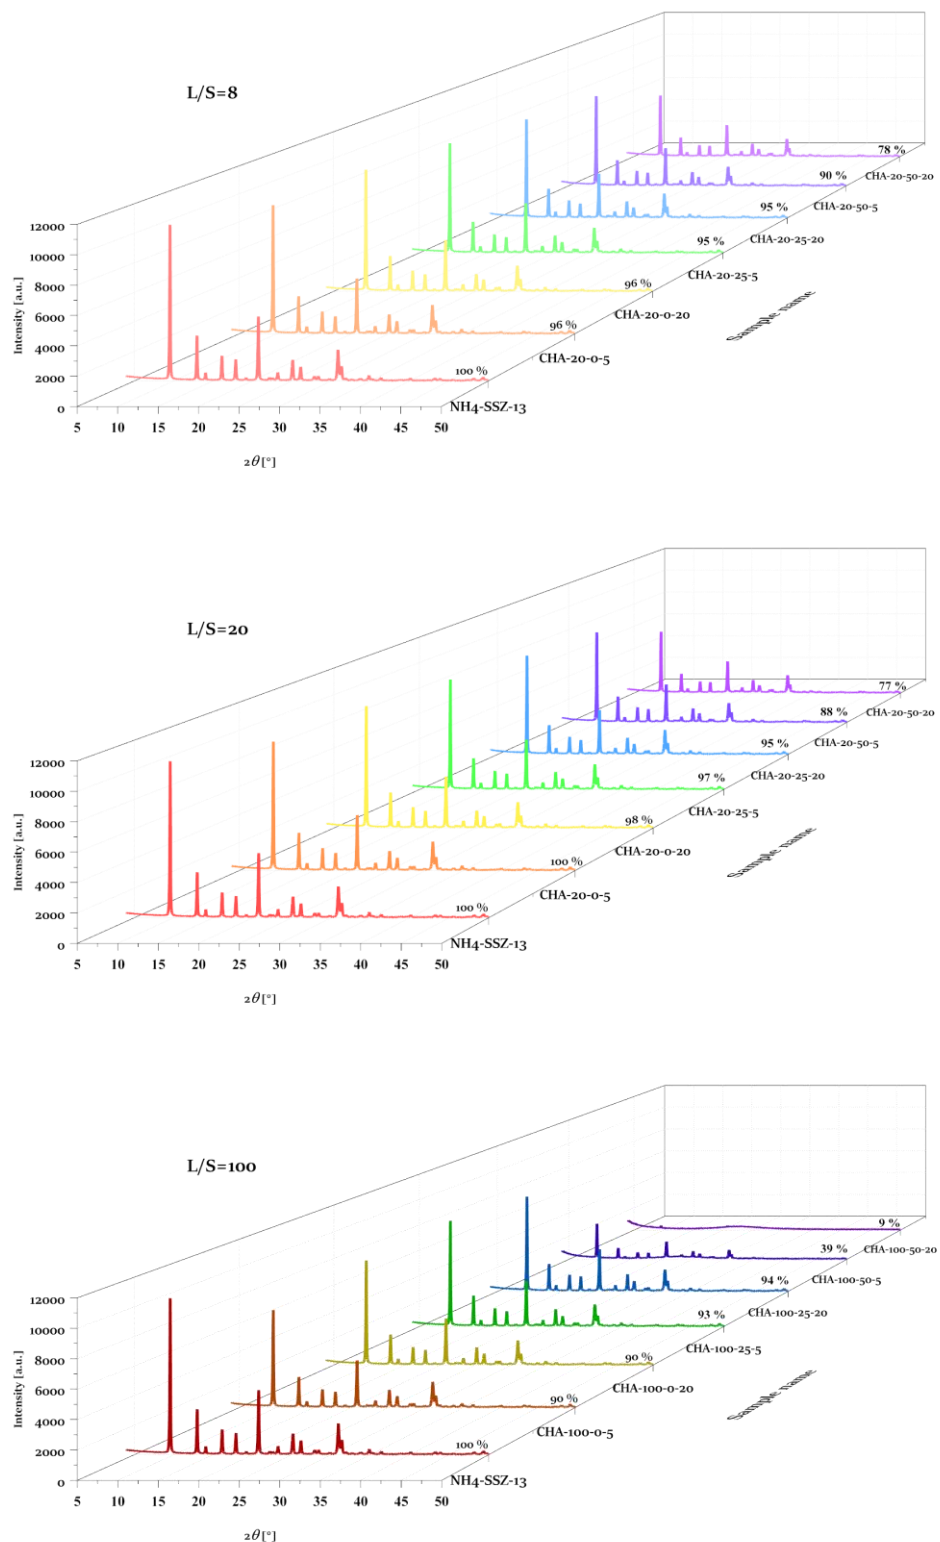 L/S=8
12000
10000
8000
6000
4000
2000
0
Intensity [a.u.]
5 10 15 20 25 30 35 40 45 50
2θ[°]
78 %
CHA-20-50-20
90 %
CHA-20-50-5
95 %
CHA-20-25-20
95 %
CHA-20-25-5
96 %
CHA-20-0-20
96 %
CHA-20-0-5
100 %
NH4-SSZ-13
Sample name
L/S=20
12000
10000
8000
6000
4000
2000
0
Intensity [a.u.]
5 10 15 20 25 30 35 40 45 50
2θ[°]
77 %
CHA-20-50-20
88 %
CHA-20-50-5
95 %
CHA-20-25-20
97 %
CHA-20-25-5
98 %
CHA-20-0-20
100 %
CHA-20-0-5
100 %
NH4-SSZ-13
Sample name
L/S=100
12000
10000
8000
6000
4000
2000
0
Intensity [a.u.]
5 10 15 20 25 30 35 40 45 50
2θ[°]
9 %
CHA-100-50-20
39 %
CHA-100-50-5
94 %
CHA-100-25-20
93 %
CHA-100-25-5
90 %
CHA-100-0-20
90 %
CHA-100-0-5
100 %
NH4-SSZ-13
Sample name